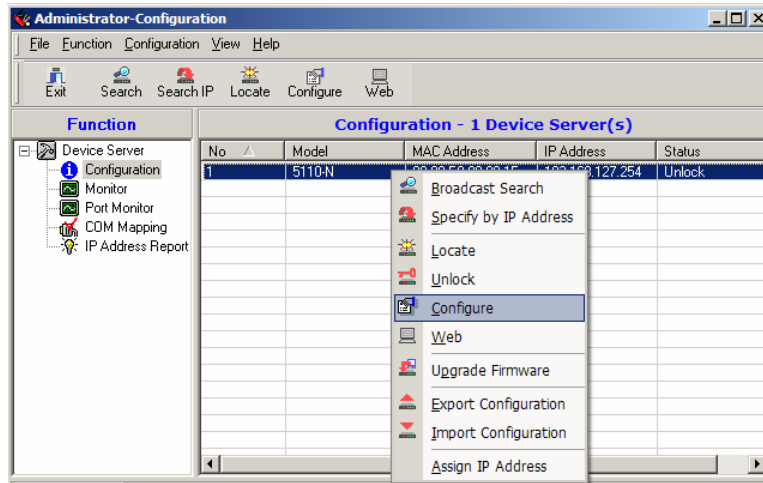 Administrator-Configuration
File Function Configuration View Help
Exit Search Search IP Locate Configure Web
Function
Configuration - 1 Device Server(s)
Device Server
Configuration
Monitor
Port Monitor
COM Mapping
IP Address Report
No Model MAC Address IP Address Status
1 5110-N 127.254 Unlock
Broadcast Search
Specify by IP Address
Locate
Unlock
Configure
Web
Upgrade Firmware
Export Configuration
Import Configuration
Assign IP Address